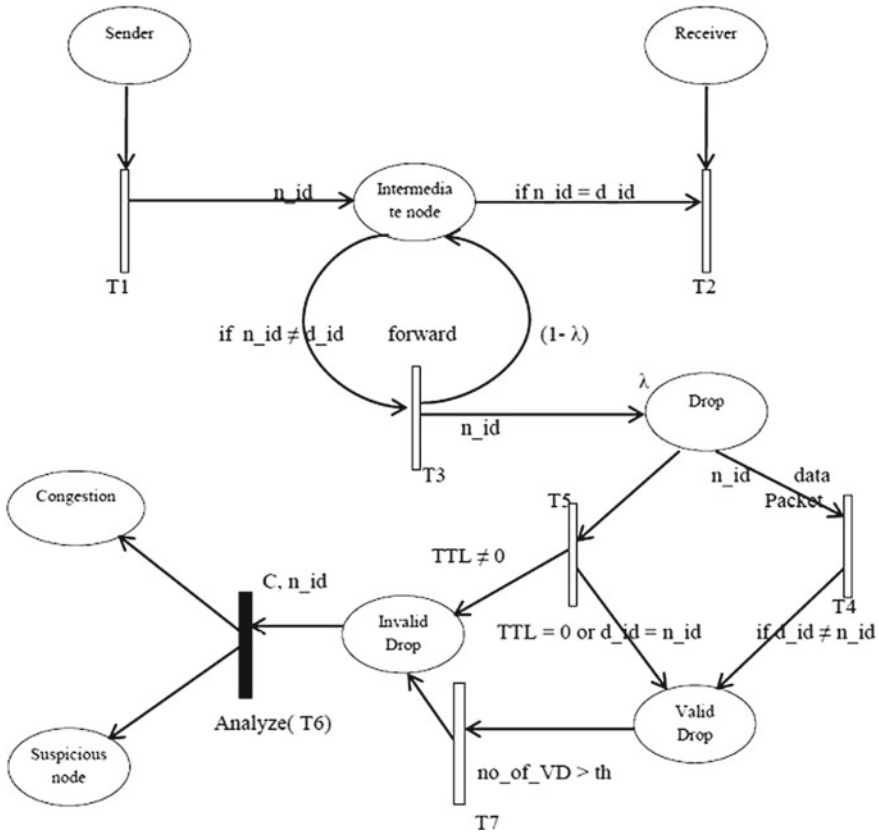 Sender
Receiver
n_id
Intermedia
te node
if n_id = d_id
T1
T2
if n_id ≠ d_id
forward
(1- λ)
λ
Drop
n_id
T3
n_id
data
Packet
Congestion
T5
TTL ≠ 0
C, n_id
T4
Invalid
Drop
TTL = 0 or d_id = n_id
if d_id ≠ n_id
Analyze( T6)
Valid
Drop
Suspicious
node
no_of_VD > th
T7